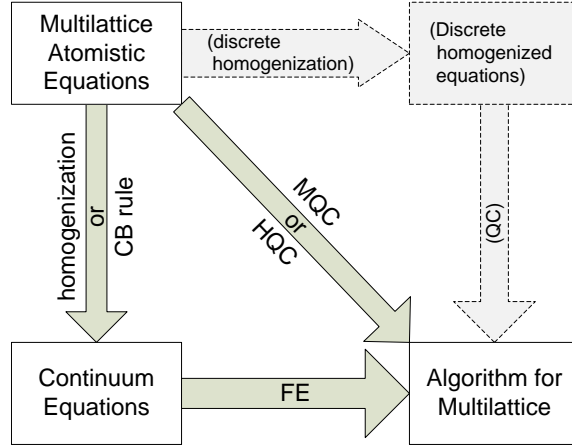 Multilattice
Atomistic
Equations
(discrete
homogenization)
(Discrete
homogenized
equations)
homogenization
or
CB rule
MQC
or
HQC
(QC)
Continuum
Equations
FE
Algorithm for
Multilattice